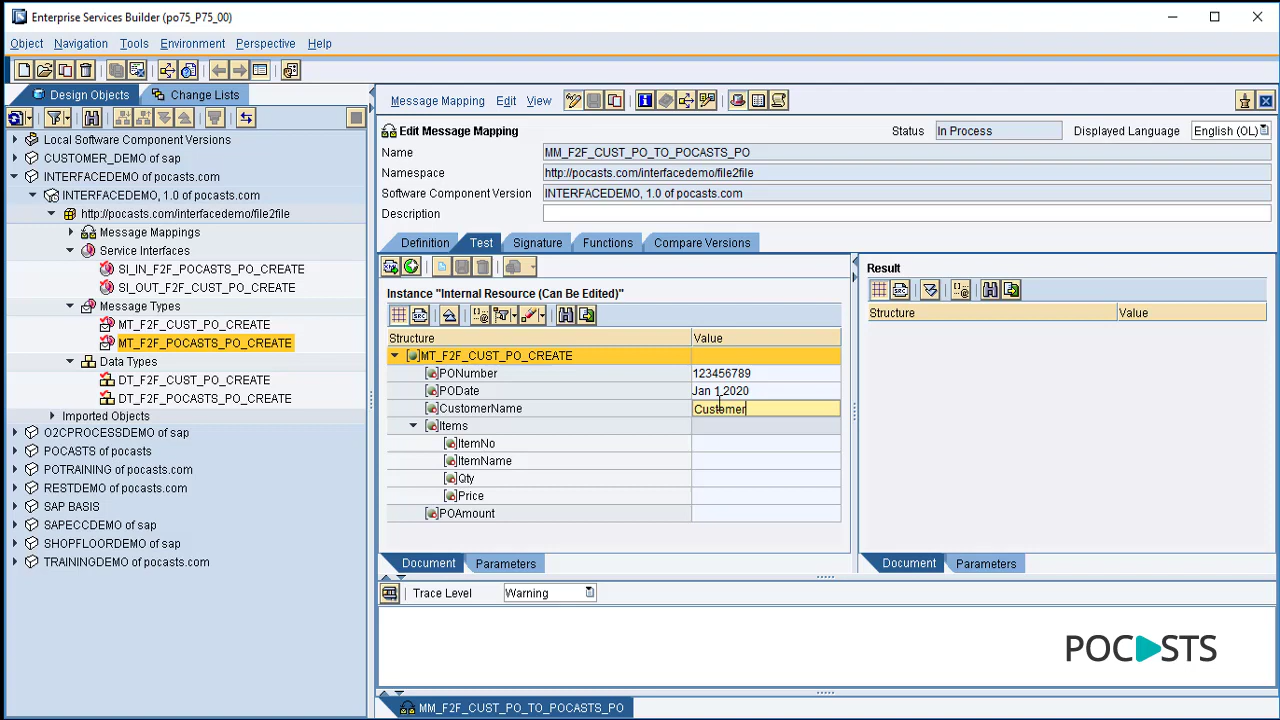 Enterprise Services Builder (po75_P75_00)
Object Navigation Tools Environment Perspective Help
Design Objects Change Lists
Local Software Component Versions
CUSTOMER_DEMO of sap
INTERFACEDEMO of pocasts.com
INTERFACEDEMO, 1.0 of pocasts.com
http://pocasts.com/interfacedemo/file2file
Message Mappings
Service Interfaces
SI_IN_F2F_POCASTS_PO_CREATE
SI_OUT_F2F_CUST_PO_CREATE
Message Types
MT_F2F_CUST_PO_CREATE
MT_F2F_POCASTS_PO_CREATE
Data Types
DT_F2F_CUST_PO_CREATE
DT_F2F_POCASTS_PO_CREATE
Imported Objects
O2CPROCESSDEMO of sap
POCASTS of pocasts
POTRAINING of pocasts.com
RESTDEMO of pocasts.com
SAP BASIS
SAPECCDEMO of sap
SHOPFLOORDEMO of sap
TRAININGDEMO of pocasts.com
Message Mapping Edit View
Edit Message Mapping Status In Process Displayed Language English (OL)
Name MM_F2F_CUST_PO_TO_POCASTS_PO
Namespace http://pocasts.com/interfacedemo/file2file
Software Component Version INTERFACEDEMO, 1.0 of pocasts.com
Description
Definition Test Signature Functions Compare Versions
Instance "Internal Resource (Can Be Edited)"
SRC
Structure Value
MT_F2F_CUST_PO_CREATE
PONumber 123456789
PODate Jan 1,2020
CustomerName Customer
Items
ItemNo
ItemName
Qty
Price
POAmount
Document Parameters
Result
SRC
Structure Value
Document Parameters
Trace Level Warning
POCASTS
MM_F2F_CUST_PO_TO_POCASTS_PO